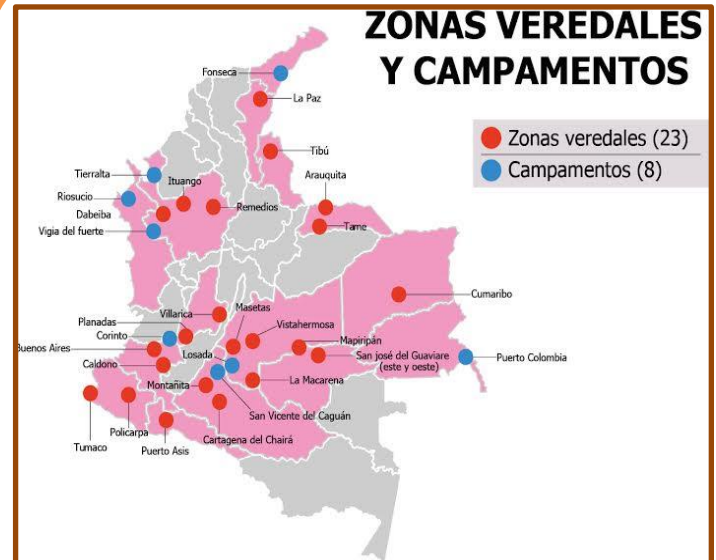 ZONAS VEREDALES
Y CAMPAMENTOS
Zonas veredales (23)
Campamentos (8)
Fonseca
La Paz
Tibú
Arauquita
Tierralta
Ituango
Riosucio
Dabeiba
Remedios
Tame
Vigia del fuerte
Cumaribo
Villarica
Masetas
Planadas
Vistahermosa
Corinto
Mapiripán
Buenos Aires
Losada
San josé del Guaviare
(este y oeste)
Puerto Colombia
Caldono
Montañita
La Macarena
San Vicente del Caguán
Policarpa
Cartagena del Chairá
Tumaco
Puerto Asis